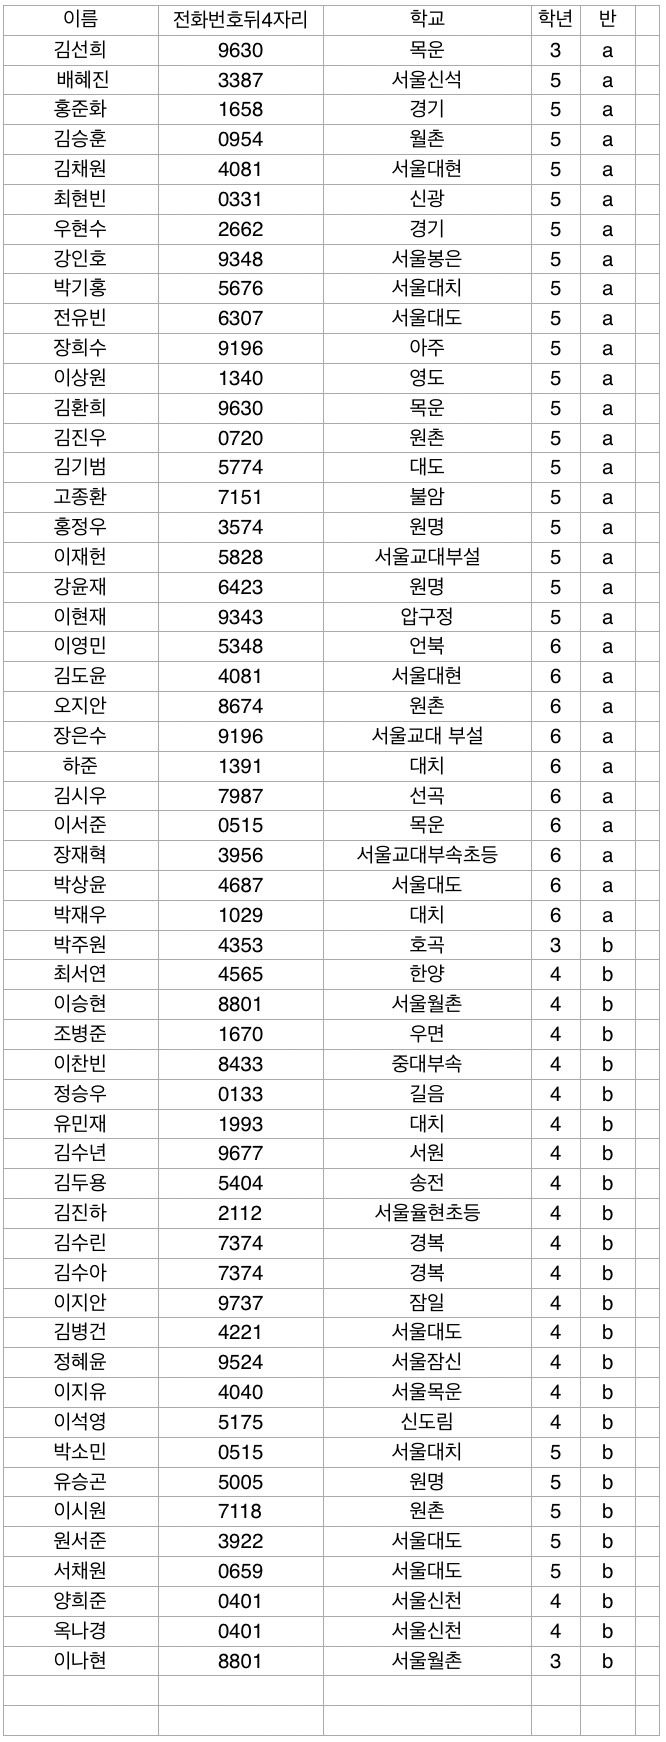 이름 전화번호뒤4자리 학교 학년 반
김선희 9630 목운 3 a
배혜진 3387 서울신석 5 a
홍준화 1658 경기 5 a
김승훈 0954 월촌 5 a
김채원 4081 서울대현 5 a
최현빈 0331 신광 5 a
우현수 2662 경기 5 a
강인호 9348 서울봉은 5 a
박기홍 5676 서울대치 5 a
전유빈 6307 서울대도 5 a
장희수 9196 아주 5 a
이상원 1340 영도 5 a
김환희 9630 목운 5 a
김진우 0720 원촌 5 a
김기범 5774 대도 5 a
고종환 7151 불암 5 a
홍정우 3574 원명 5 a
이재헌 5828 서울교대부설 5 a
강윤재 6423 원명 5 a
이현재 9343 압구정 5 a
이영민 5348 언북 6 a
김도윤 4081 서울대현 6 a
오지안 8674 원촌 6 a
장은수 9196 서울교대 부설 6 a
하준 1391 대치 6 a
김시우 7987 선곡 6 a
이서준 0515 목운 6 a
장재혁 3956 서울교대부속초등 6 a
박상윤 4687 서울대도 6 a
박재우 1029 대치 6 a
박주원 4353 호곡 3 b
최서연 4565 한양 4 b
이승현 8801 서울월촌 4 b
조병준 1670 우면 4 b
이찬빈 8433 중대부속 4 b
정승우 0133 길음 4 b
유민재 1993 대치 4 b
김수년 9677 서원 4 b
김두용 5404 송전 4 b
김진하 2112 서울율현초등 4 b
김수린 7374 경복 4 b
김수아 7374 경복 4 b
이지안 9737 잠일 4 b
김병건 4221 서울대도 4 b
정혜윤 9524 서울잠신 4 b
이지유 4040 서울목운 4 b
이석영 5175 신도림 4 b
박소민 0515 서울대치 5 b
유승곤 5005 원명 5 b
이시원 7118 원촌 5 b
원서준 3922 서울대도 5 b
서채원 0659 서울대도 5 b
양희준 0401 서울신천 4 b
옥나경 0401 서울신천 4 b
이나현 8801 서울월촌 3 b